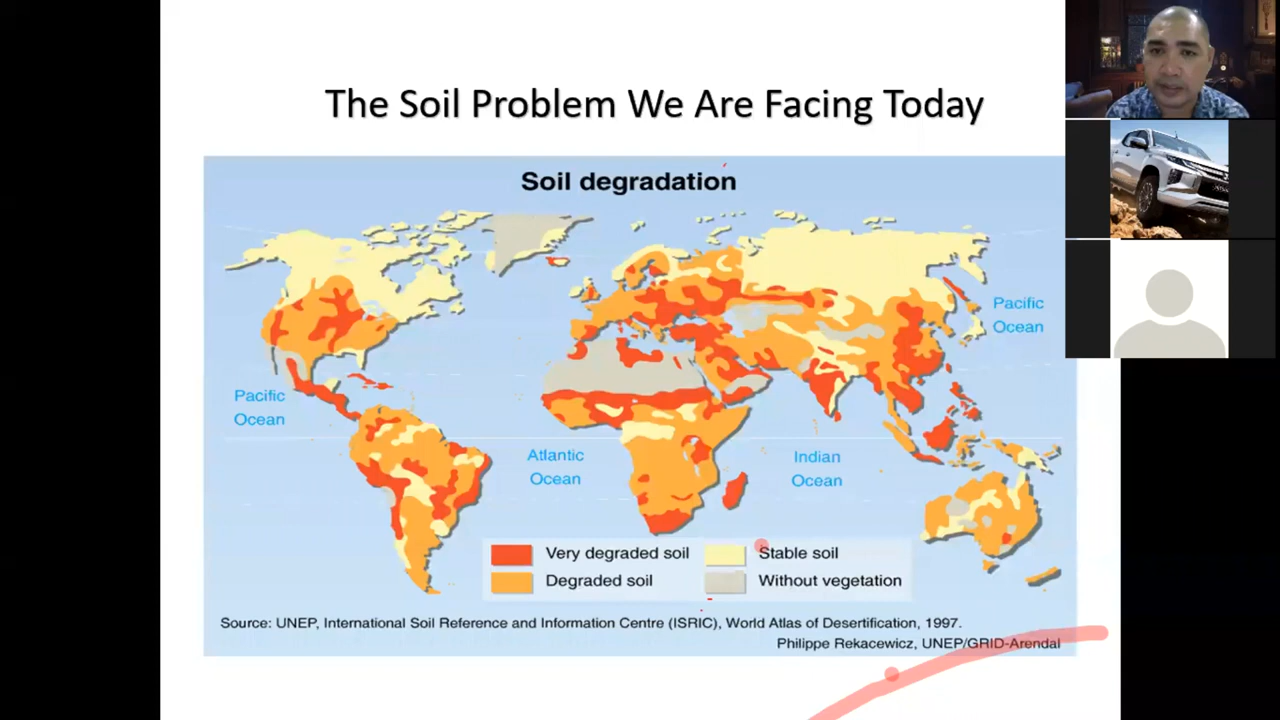 The Soil Problem We Are Facing Today
Soil degradation
Pacific
Ocean
Pacific
Ocean
Atlantic
Ocean
Indian
Ocean
Very degraded soil
Stable soil
Degraded soil
Without vegetation
Source: UNEP, International Soil Reference and Information Centre (ISRIC), World Atlas of Desertification, 1997.
Philippe Rekacewicz, UNEP/GRID-Arendal